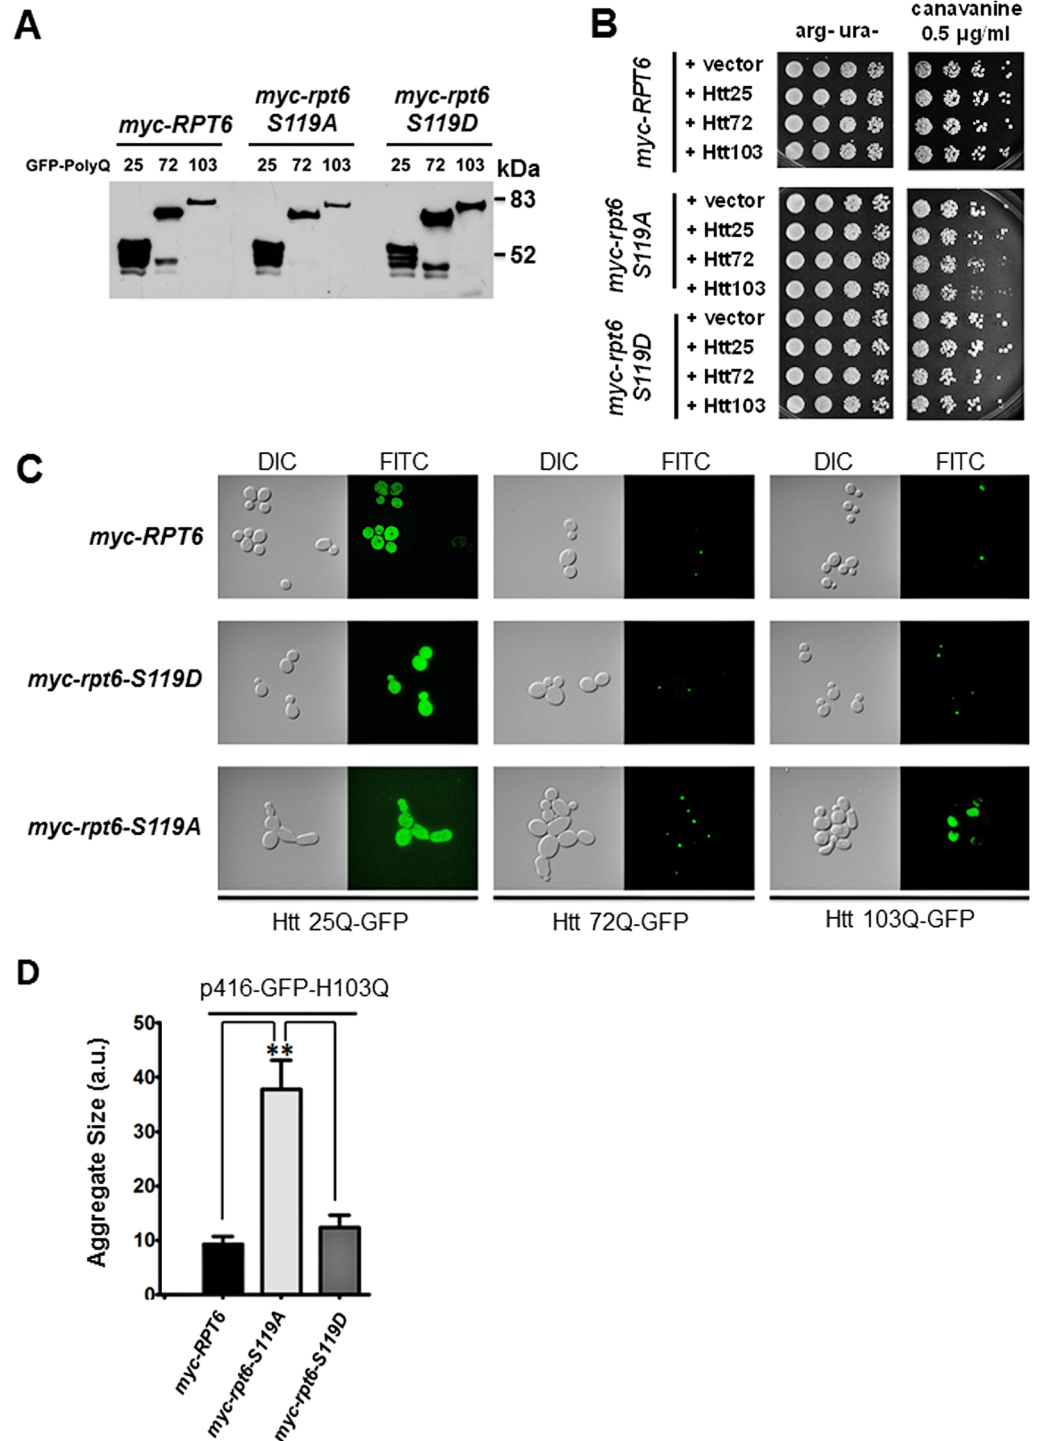 A
myc-RPT6
myc-rpt6
S119A
myc-rpt6
S119D
GFP-PolyQ 25 72 103 25 72 103 25 72 103 kDa
83
52
B
arg- ura-
canavanine
0.5 µg/ml
myc-RPT6
+ vector
+ Htt25
+ Htt72
+ Htt103
myc-rpt6
S119A
+ vector
+ Htt25
+ Htt72
+ Htt103
myc-rpt6
S119D
+ vector
+ Htt25
+ Htt72
+ Htt103
C
DIC FITC DIC FITC DIC FITC
myc-RPT6
myc-rpt6-S119D
myc-rpt6-S119A
Htt 25Q-GFP Htt 72Q-GFP Htt 103Q-GFP
D
p416-GFP-H103Q
Aggregate Size (a.u.)
50
40
30
20
10
0
**
myc-RPT6
myc-rpt6-S119A
myc-rpt6-S119D